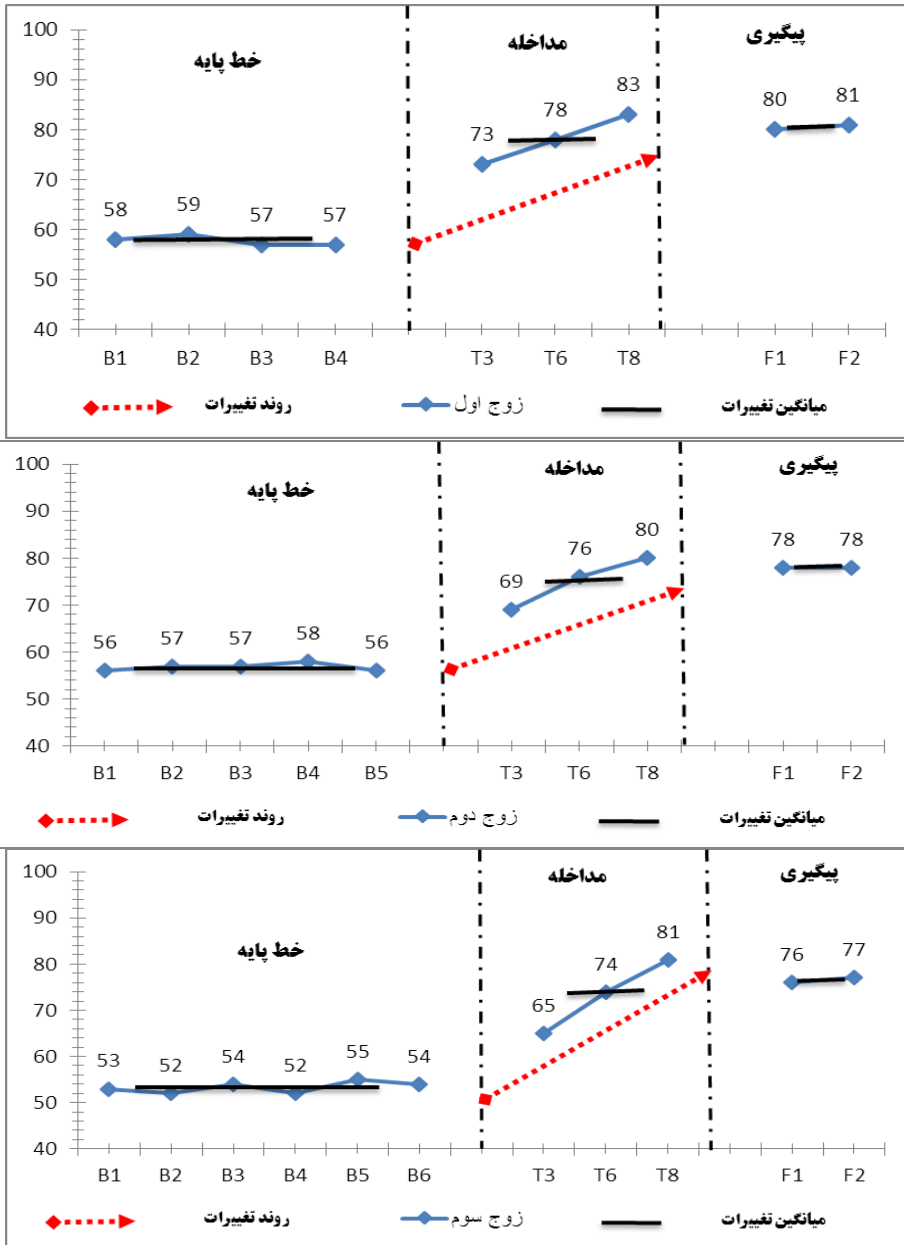 100
پیگیری
مداخله
خط پایه
90
83
80 81
78
80
73
70
58 59 57 57
60
50
40
B1 B2 B3 B4 T3 T6 T8 F1 F2
روند تغییرات زوج اول میانگین تغییرات
100
پیگیری
مداخله
خط پایه
90
80
76
78 78
80
69
70
56 57 57 58 56
60
50
40
B1 B2 B3 B4 B5 T3 T6 T8 F1 F2
روند تغییرات زوج دوم میانگین تغییرات
100
پیگیری
مداخله
خط پایه
90
81
74
76 77
80
65
70
60
53 52 54 52 55 54
50
40
B1 B2 B3 B4 B5 B6 T3 T6 T8 F1 F2
روند تغییرات زوج سوم میانگین تغییرات